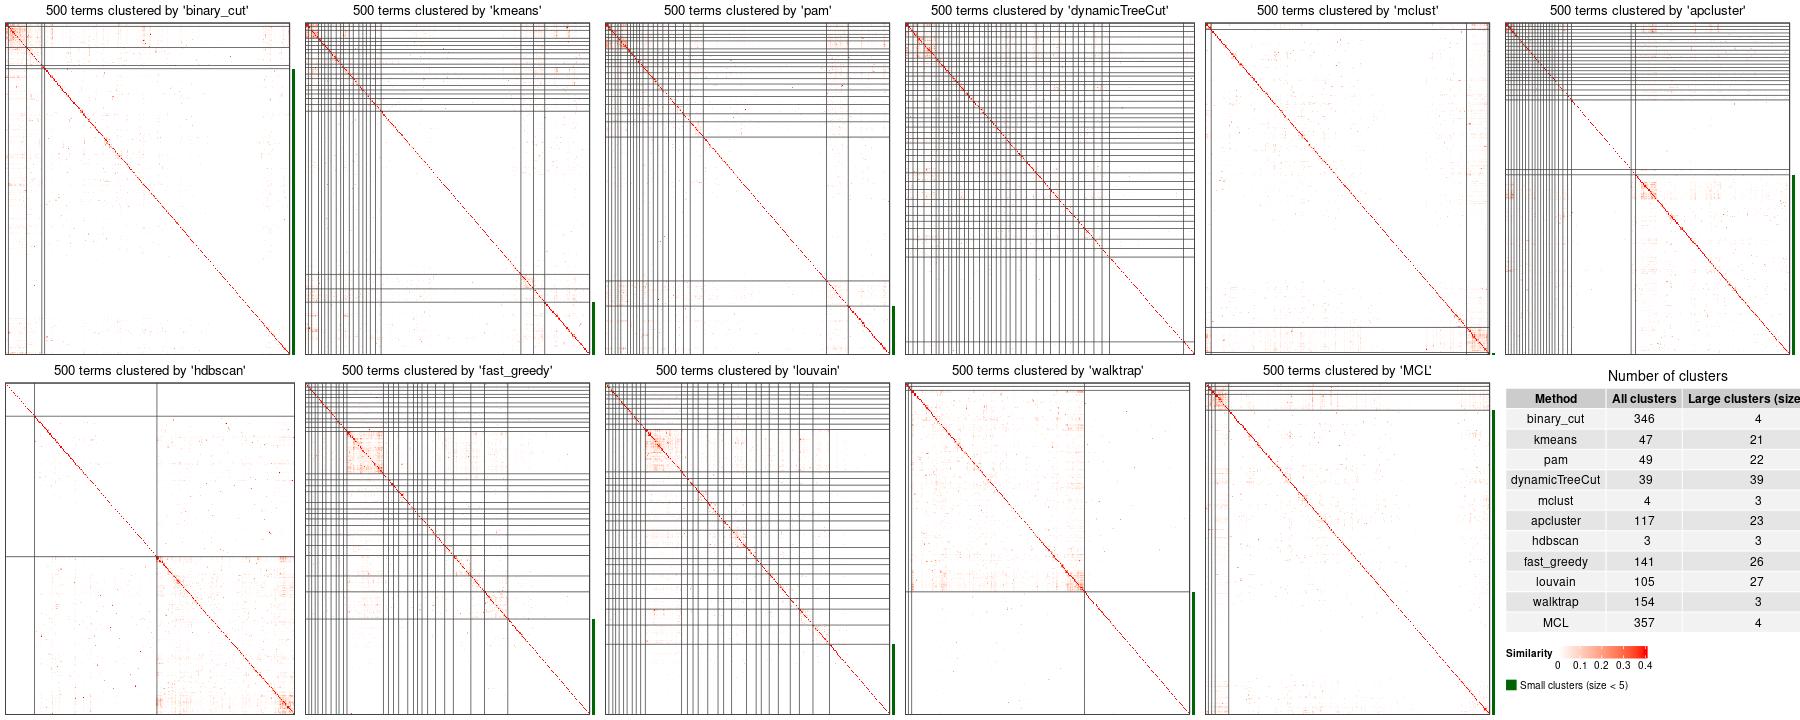 500 terms clustered by 'binary_cut'
500 terms clustered by 'kmeans'
500 terms clustered by 'pam'
500 terms clustered by 'dynamicTreeCut'
500 terms clustered by 'mclust'
500 terms clustered by 'apcluster'
500 terms clustered by 'hdbscan'
500 terms clustered by 'fast_greedy'
500 terms clustered by 'louvain'
500 terms clustered by 'walktrap'
500 terms clustered by 'MCL'
Number of clusters
Method All clusters Large clusters (size
binary_cut 346 4
kmeans 47 21
pam 49 22
dynamicTreeCut 39 39
mclust 4 3
apcluster 117 23
hdbscan 3 3
fast_greedy 141 26
louvain 105 27
walktrap 154 3
MCL 357 4
Similarity
0 0.1 0.2 0.3 0.4
Small clusters (size < 5)